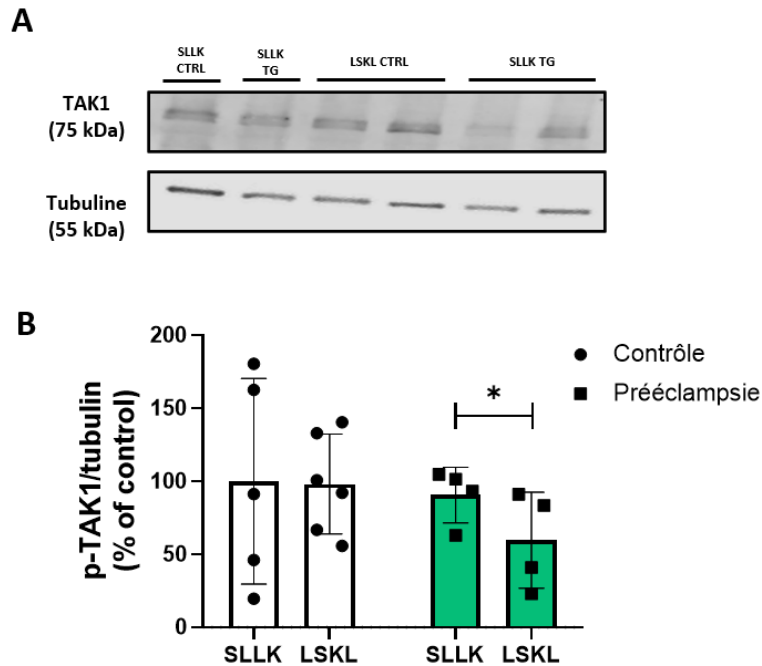 A
SLLK
CTRL
SLLK
TG
LSKL CTRL
SLLK TG
TAK1
(75 kDa)
Tubuline
(55 kDa)
B
p-TAK1/tubulin
(% of control)
200
150
100
50
0
*
Contrôle
Prééclampsie
SLLK
LSKL
SLLK
LSKL